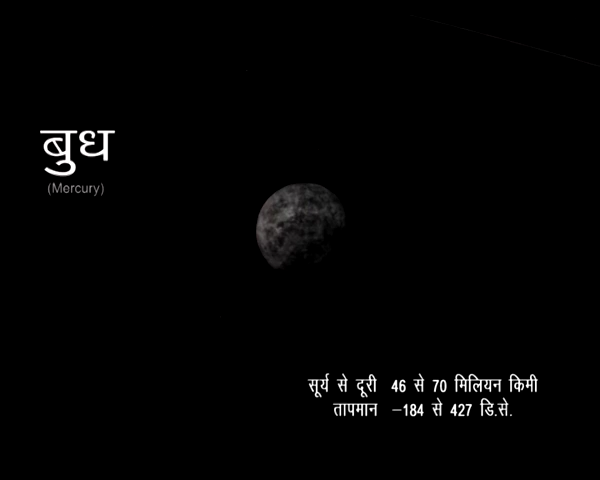 बुध
(Mercury)
सूर्य से दूरी 46 से 70 मिलियन किमी
तापमान -184 से 427 डि.से.